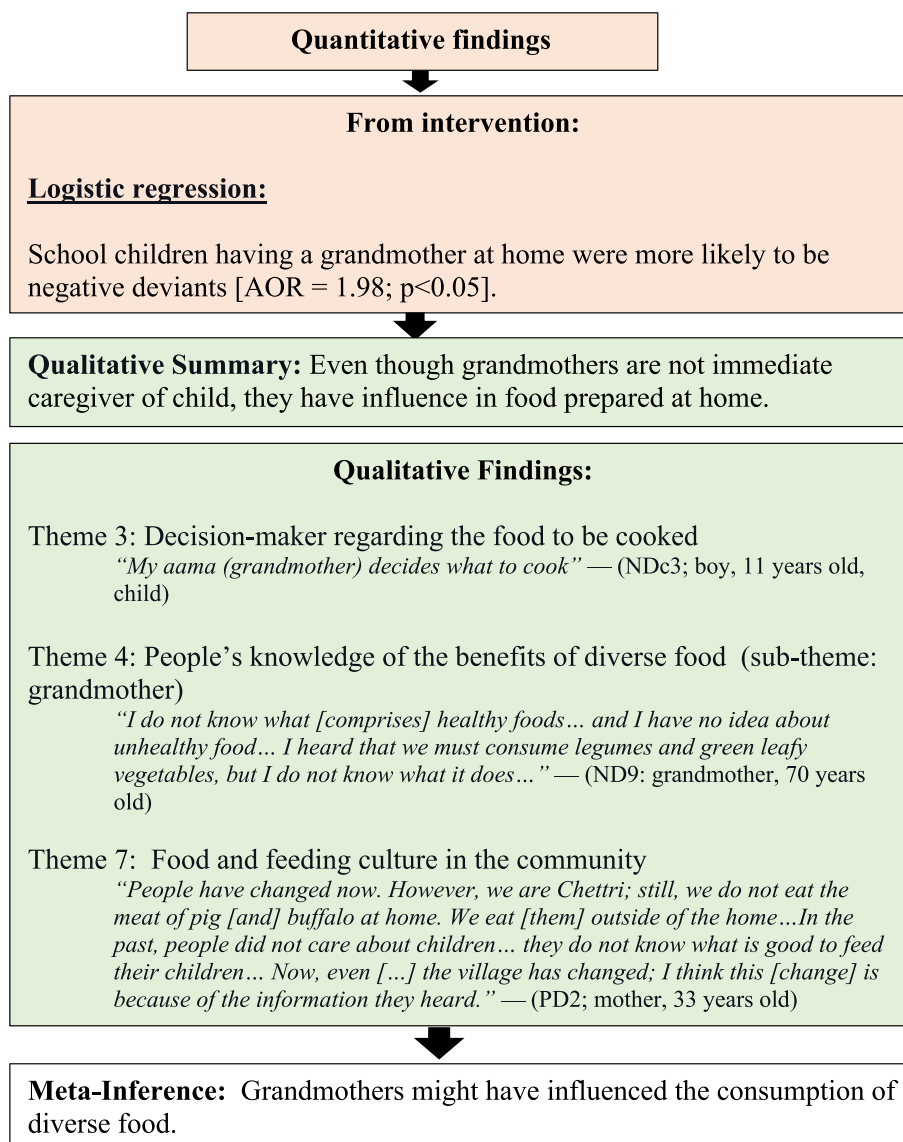 Quantitative findings
From intervention:
Logistic regression:
School children having a grandmother at home were more likely to be
negative deviants [AOR = 1.98; p<0.05].
Qualitative Summary: Even though grandmothers are not immediate
caregiver of child, they have influence in food prepared at home.
Qualitative Findings:
Theme 3: Decision-maker regarding the food to be cooked
“My aama (grandmother) decides what to cook” — (NDc3; boy, 11 years old,
child)
Theme 4: People’s knowledge of the benefits of diverse food (sub-theme:
grandmother)
“I do not know what [comprises] healthy foods… and I have no idea about
unhealthy food… I heard that we must consume legumes and green leafy
vegetables, but I do not know what it does…” — (ND9: grandmother, 70 years
old)
Theme 7: Food and feeding culture in the community
“People have changed now. However, we are Chettri; still, we do not eat the
meat of pig [and] buffalo at home. We eat [them] outside of the home…In the
past, people did not care about children… they do not know what is good to feed
their children… Now, even […] the village has changed; I think this [change] is
because of the information they heard.” — (PD2; mother, 33 years old)
Meta-Inference: Grandmothers might have influenced the consumption of
diverse food.